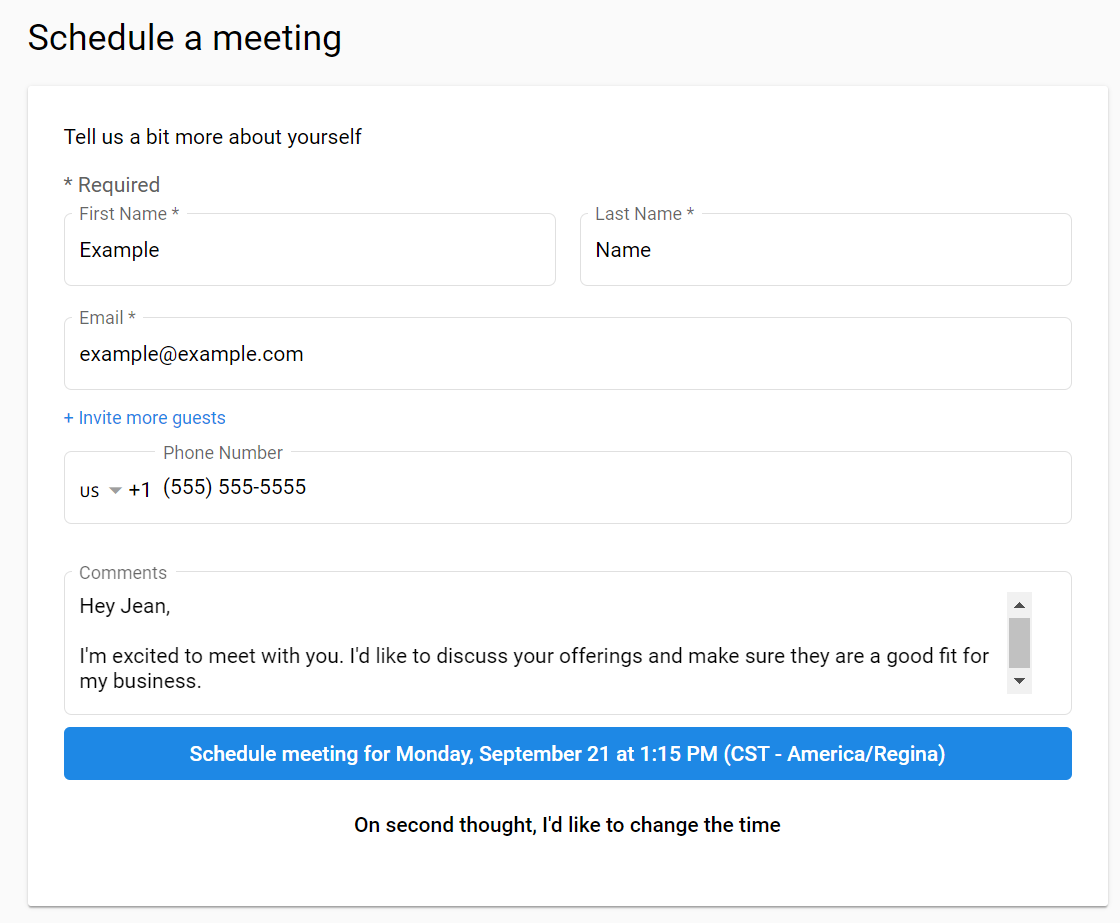 Schedule a meeting
Tell us a bit more about yourself
* Required
First Name *
Example
Last Name *
Name
Email *
example@example.com
+ Invite more guests
Phone Number
US +1 (555) 555-5555
Comments
Hey Jean,
I'm excited to meet with you. I'd like to discuss your offerings and make sure they are a good fit for
my business.
Schedule meeting for Monday, September 21 at 1:15 PM (CST - America/Regina)
On second thought, I'd like to change the time